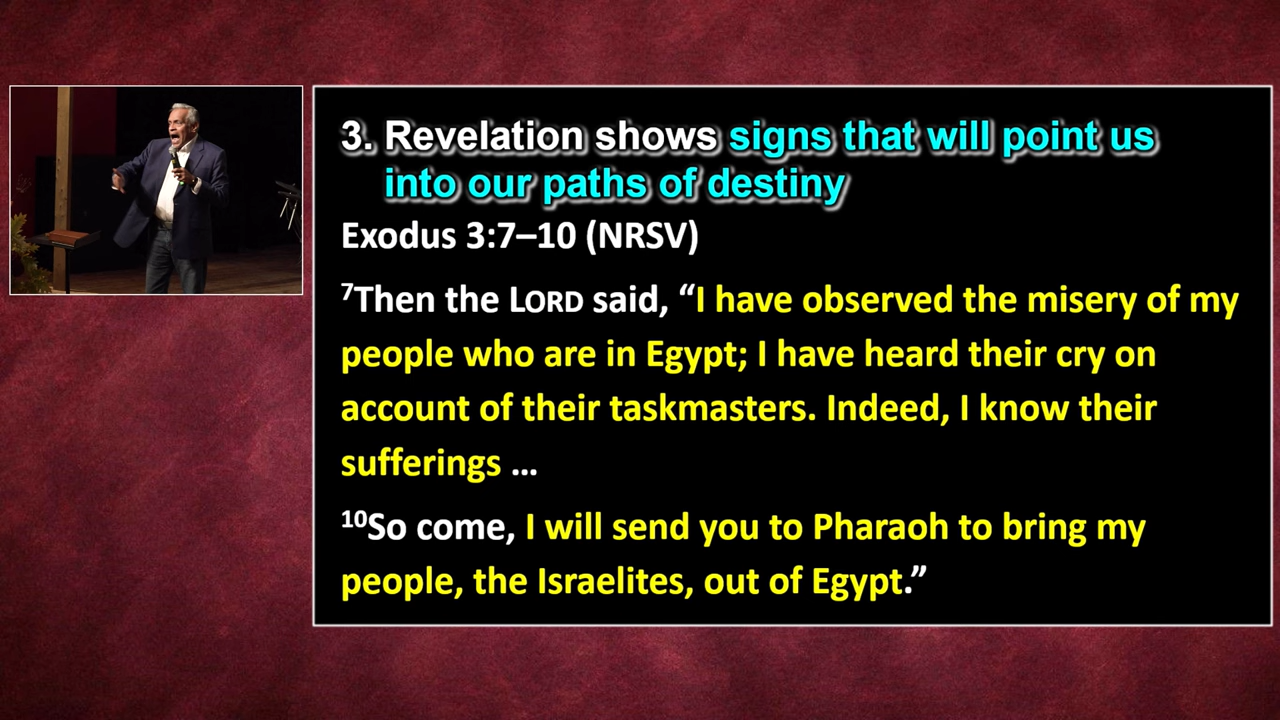 3. Revelation shows signs that will point us
into our paths of destiny
Exodus 3:7–10 (NRSV)
⁷Then the LORD said, “I have observed the misery of my
people who are in Egypt; I have heard their cry on
account of their taskmasters. Indeed, I know their
sufferings …
¹⁰So come, I will send you to Pharaoh to bring my
people, the Israelites, out of Egypt.”